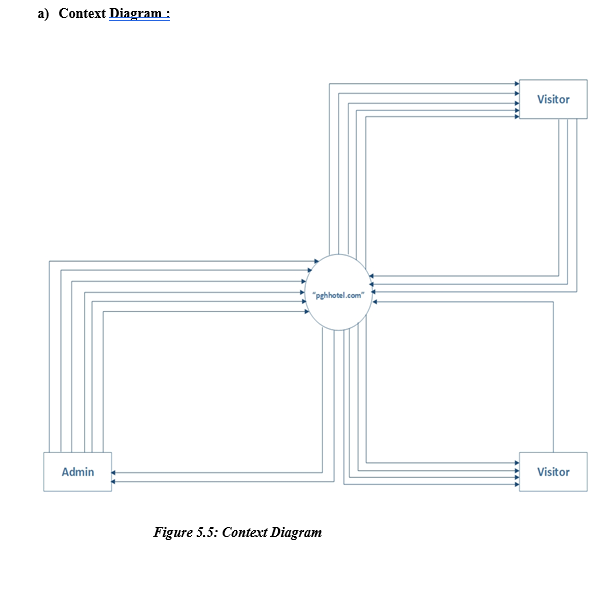 a) Context Diagram :
Visitor
"pghhotel.com"
Admin
Visitor
Figure 5.5: Context Diagram